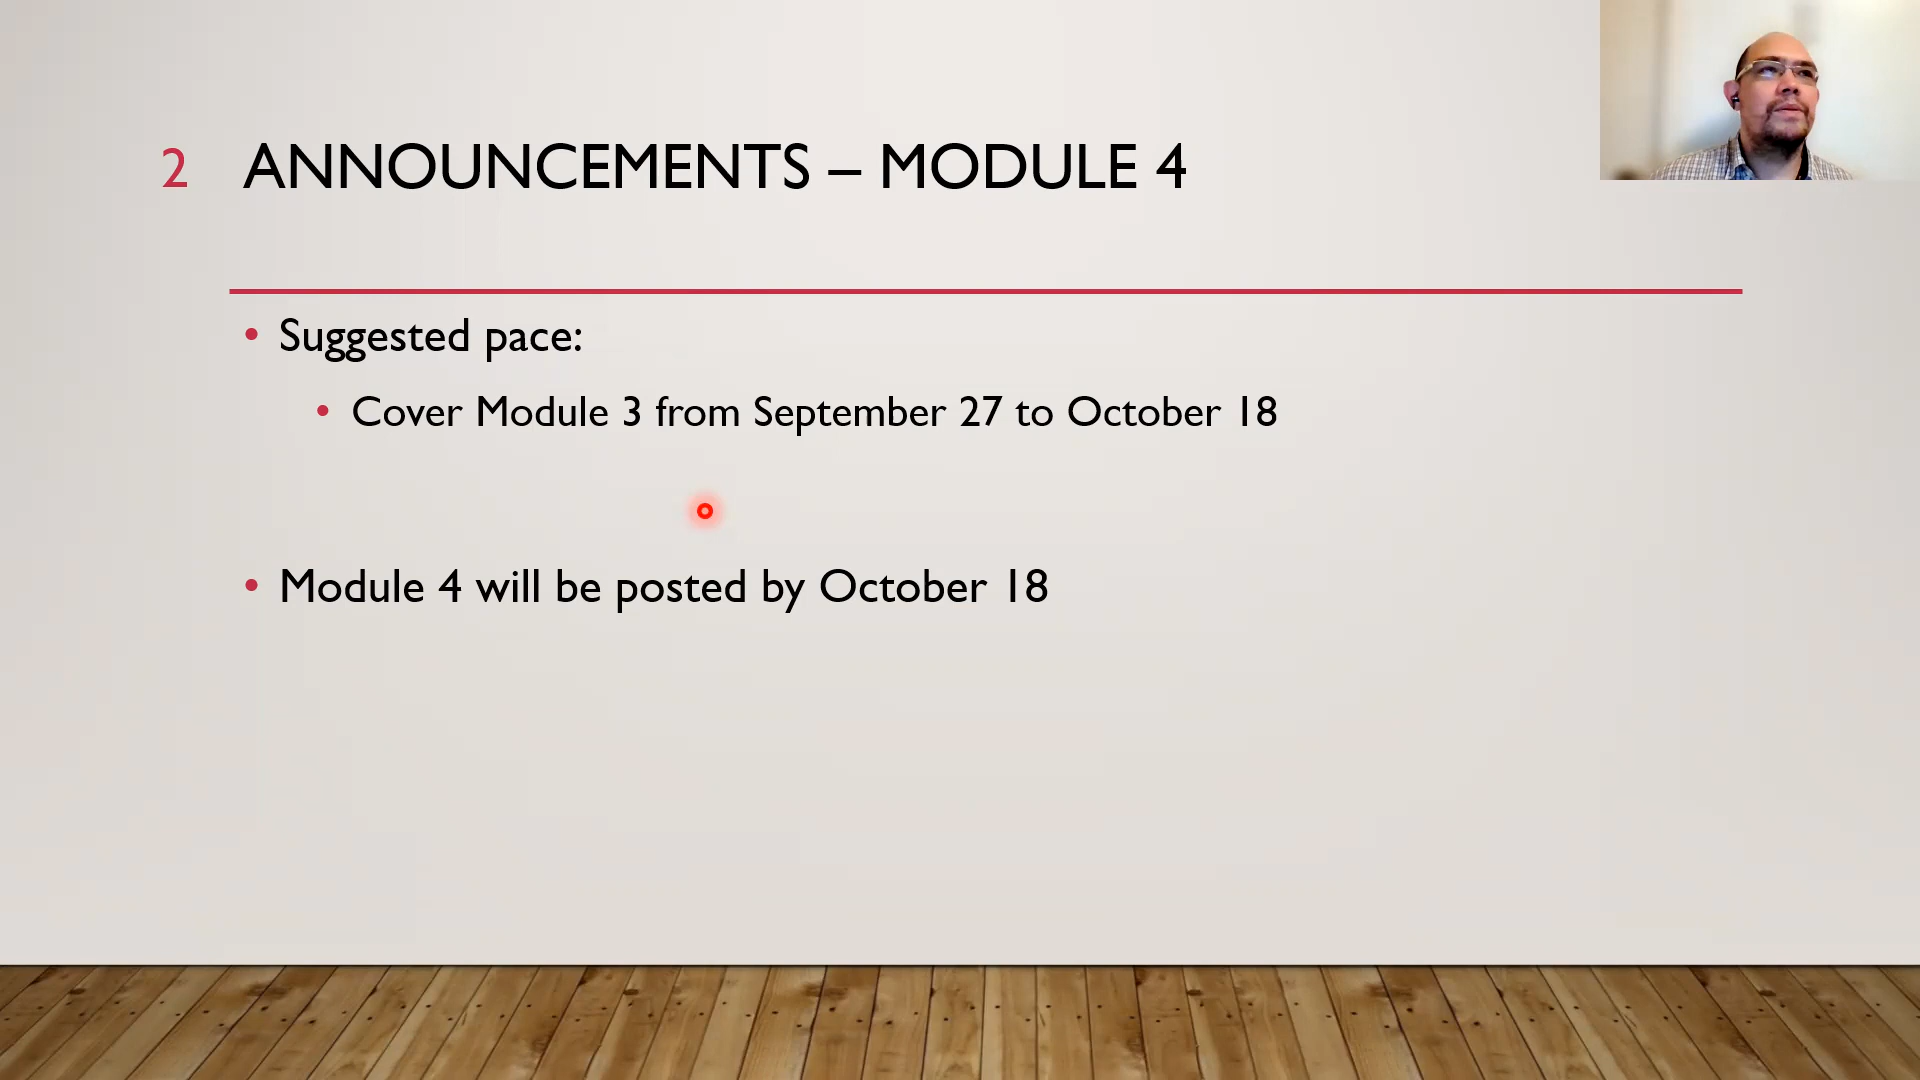 2 ANNOUNCEMENTS – MODULE 4
• Suggested pace:
• Cover Module 3 from September 27 to October 18
• Module 4 will be posted by October 18